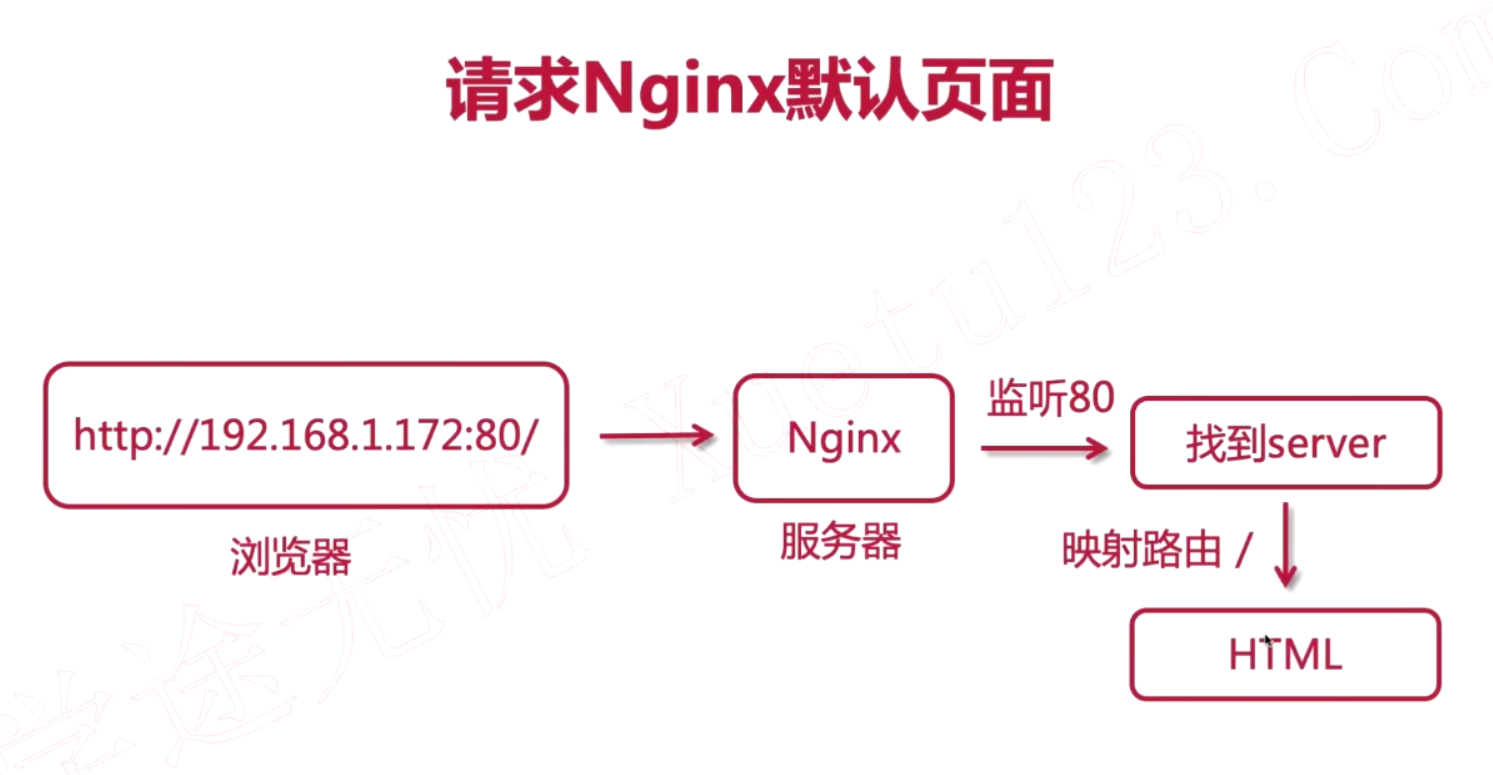 请求Nginx默认页面
http://192.168.1.172:80/
浏览器
Nginx
服务器
监听80
找到server
映射路由 /
HTML
学途无忧 Xuetu123.Com